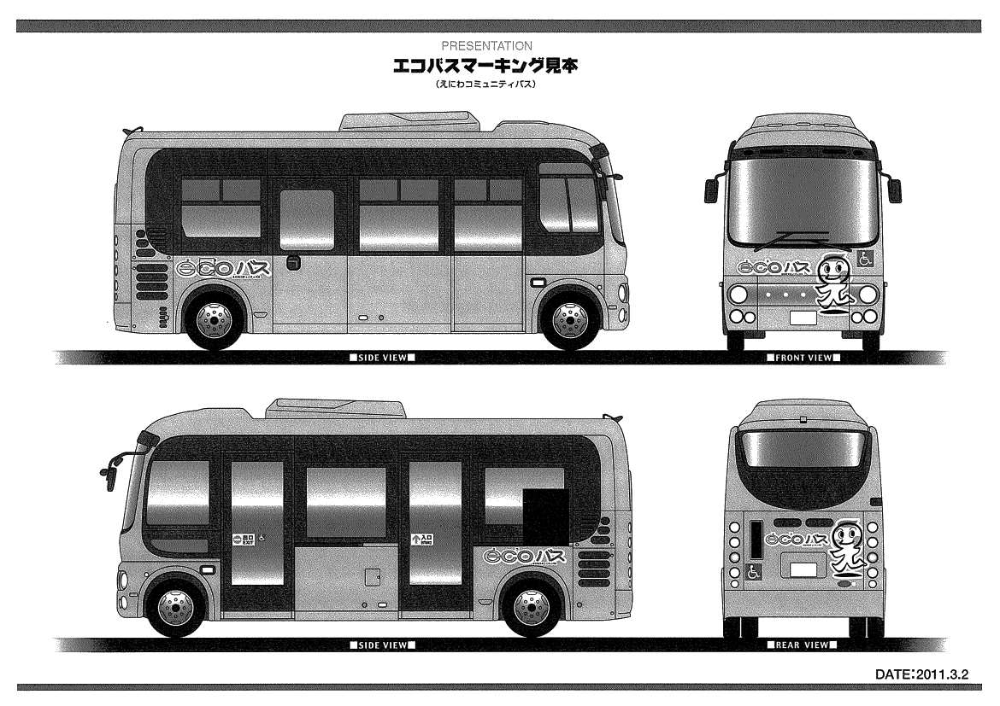 PRESENTATION
エコバスマーキング見本
(えにわコミュニティバス)
ecoバス
ecoバス
■SIDE VIEW■
■FRONT VIEW■
出口
EXIT
入口
ecoバス
ecoバス
■SIDE VIEW■
■REAR VIEW■
DATE:2011.3.2